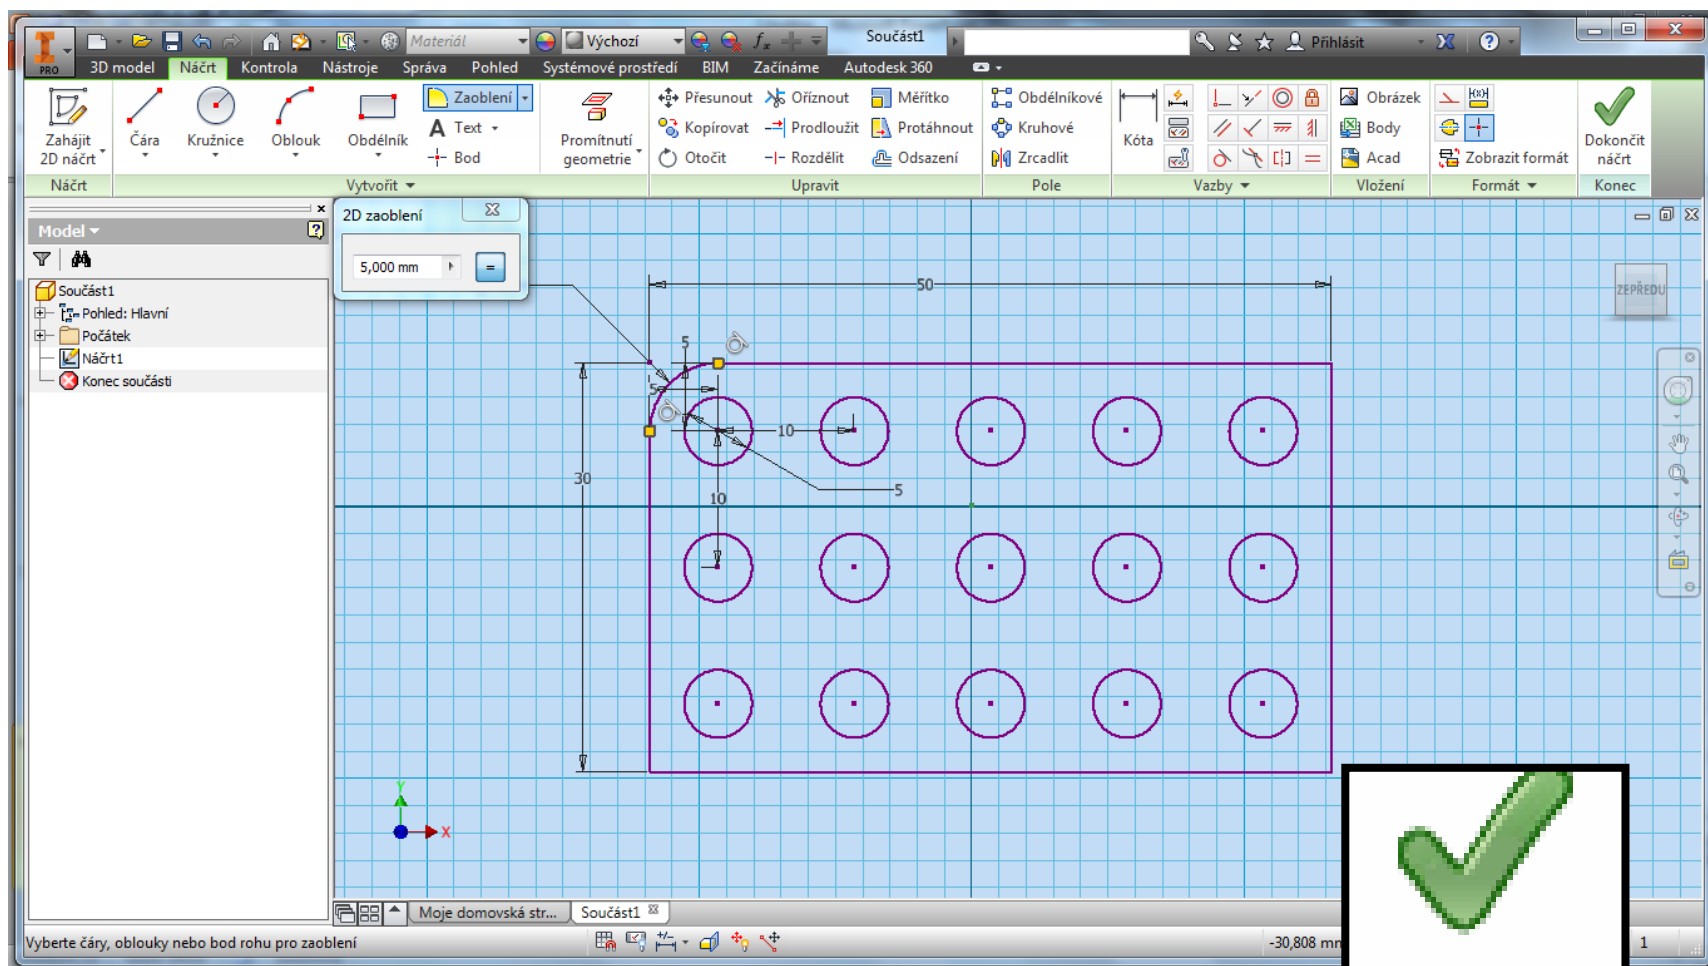 Materiál
Výchozí
fx
Součást1
Přihlásit
PRO
3D model Náčrt Kontrola Nástroje Správa Pohled Systémové prostředí BIM Začínáme Autodesk 360
Zahájit 2D náčrt
Čára
Kružnice
Oblouk
Obdélník
Zaoblení
Text
Bod
Promítnutí geometrie
Přesunout Oříznout Měřítko
Kopírovat Prodloužit Protáhnout
Otočit Rozdělit Odsazení
Obdélníkové
Kruhové
Zrcadlit
Kóta
Obrázek
Body
Acad
Zobrazit formát
Dokončit náčrt
Náčrt Vytvořit Upravit Pole Vazby Vložení Formát Konec
Model
2D zaoblení
5,000 mm
=
Součást1
Pohled: Hlavní
Počátek
Náčrt1
Konec součásti
50
ZEPŘEDU
5
5
10
30
5
10
Y
X
Moje domovská str... Součást1
Vyberte čáry, oblouky nebo bod rohu pro zaoblení
-30,808 mm
1